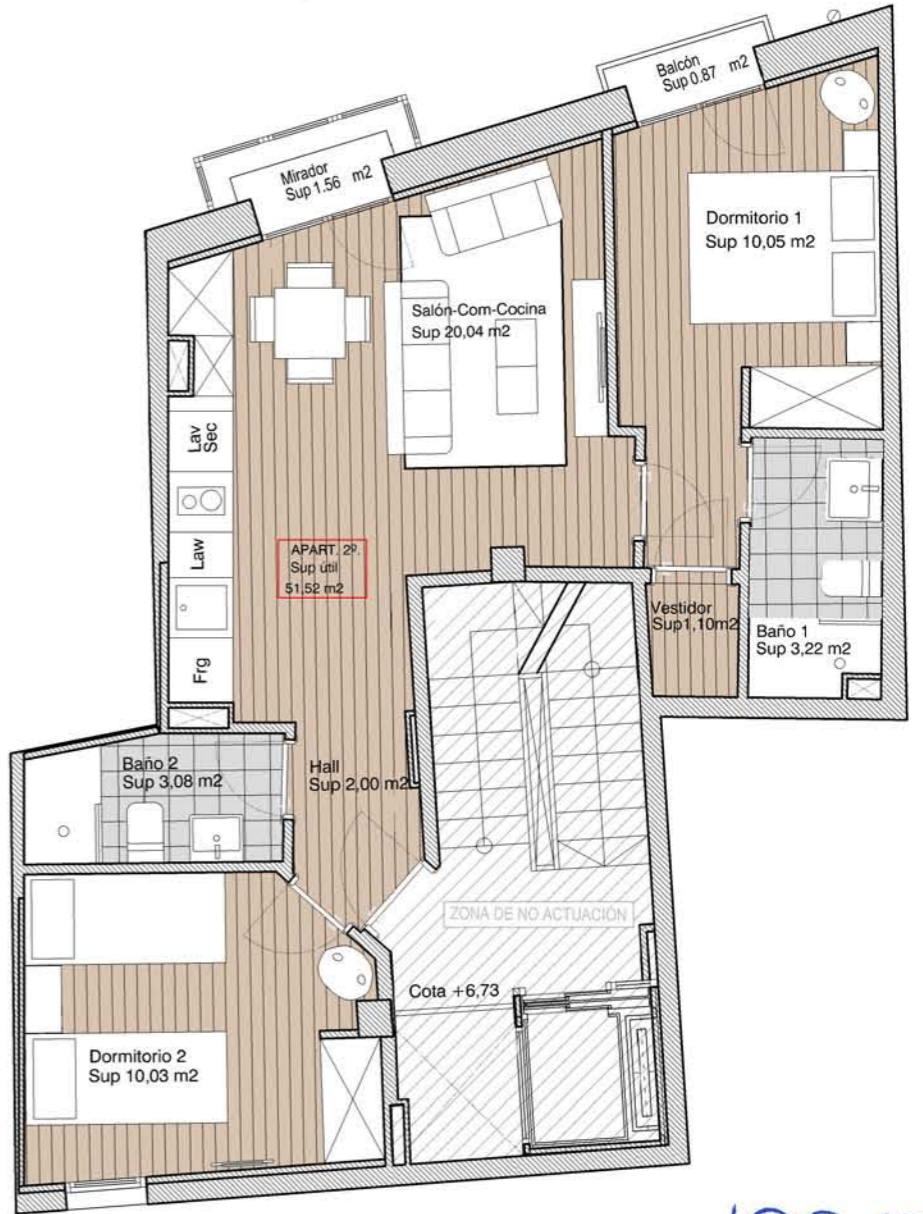 Balcón
Sup 0.87 m2
Mirador
Sup 1.56 m2
Dormitorio 1
Sup 10,05 m2
Salón-Com-Cocina
Sup 20,04 m2
Lav
Sec
Law
Frg
APART. 2º.
Sup útil
51,52 m2
Vestidor
Sup1,10m2
Baño 1
Sup 3,22 m2
Baño 2
Sup 3,08 m2
Hall
Sup 2,00 m2
ZONA DE NO ACTUACIÓN
Cota +6,73
Dormitorio 2
Sup 10,03 m2